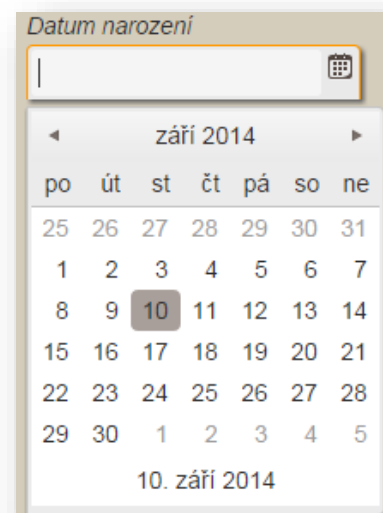 Datum narození
září 2014
po út st čt pá so ne
25 26 27 28 29 30 31
1 2 3 4 5 6 7
8 9 10 11 12 13 14
15 16 17 18 19 20 21
22 23 24 25 26 27 28
29 30 1 2 3 4 5
10. září 2014